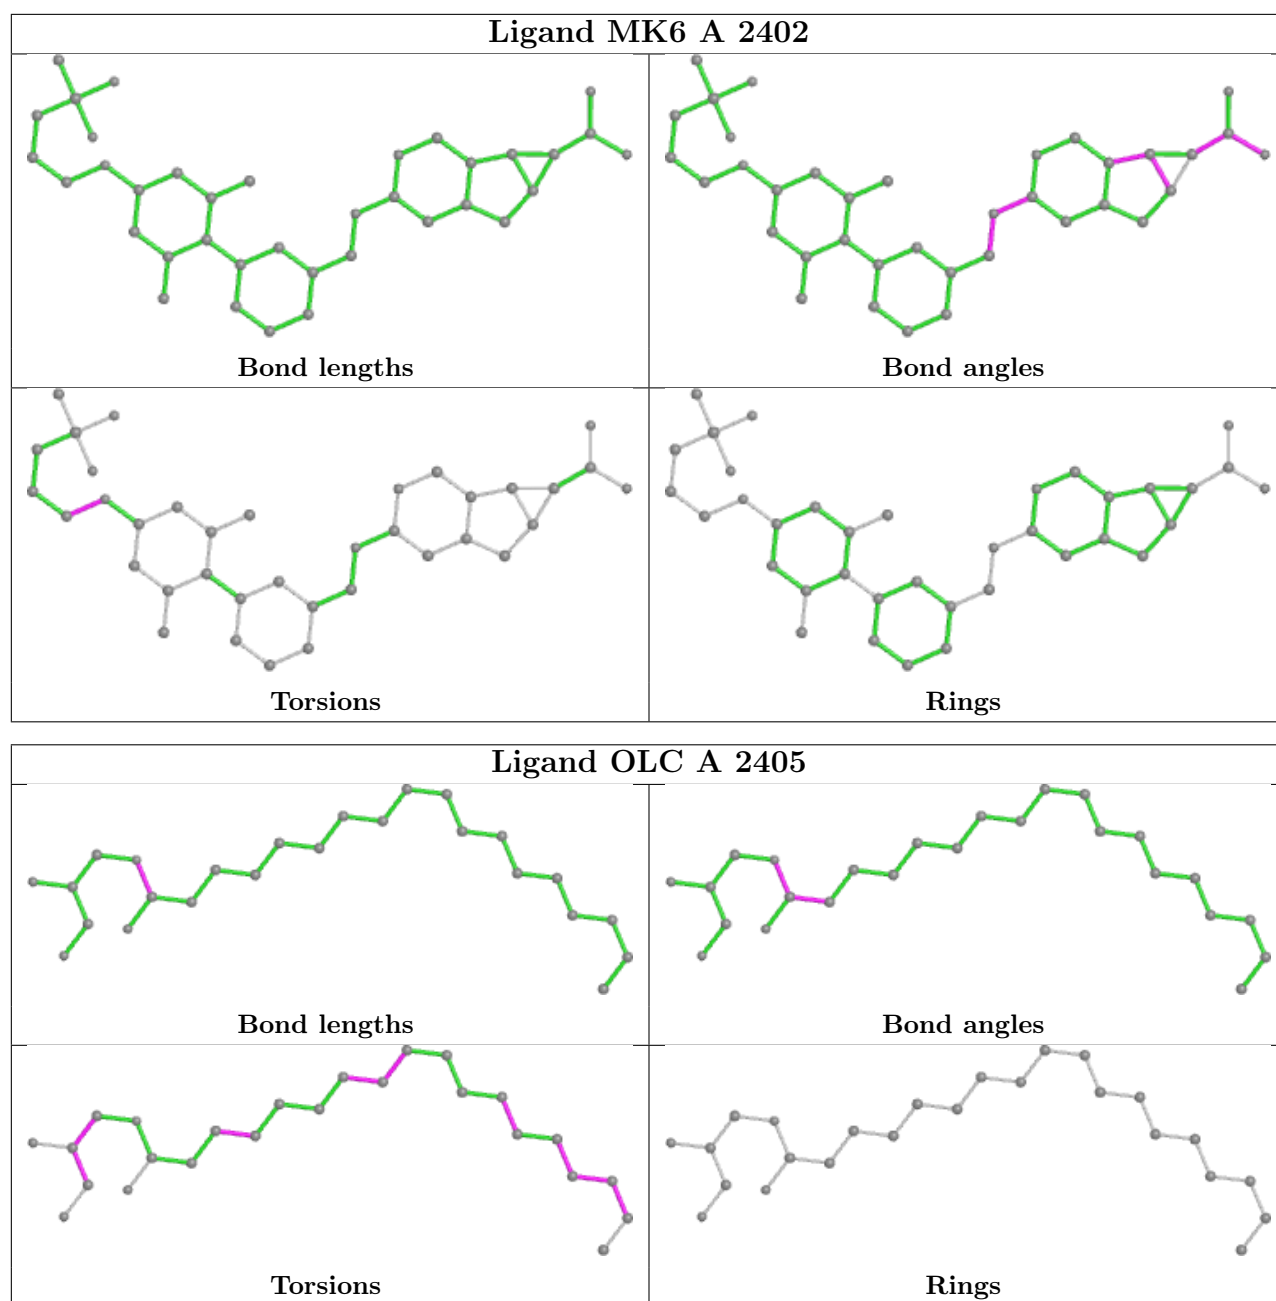 Ligand MK6 A 2402
Bond lengths
Bond angles
Torsions
Rings
Ligand OLC A 2405
Bond lengths
Bond angles
Torsions
Rings